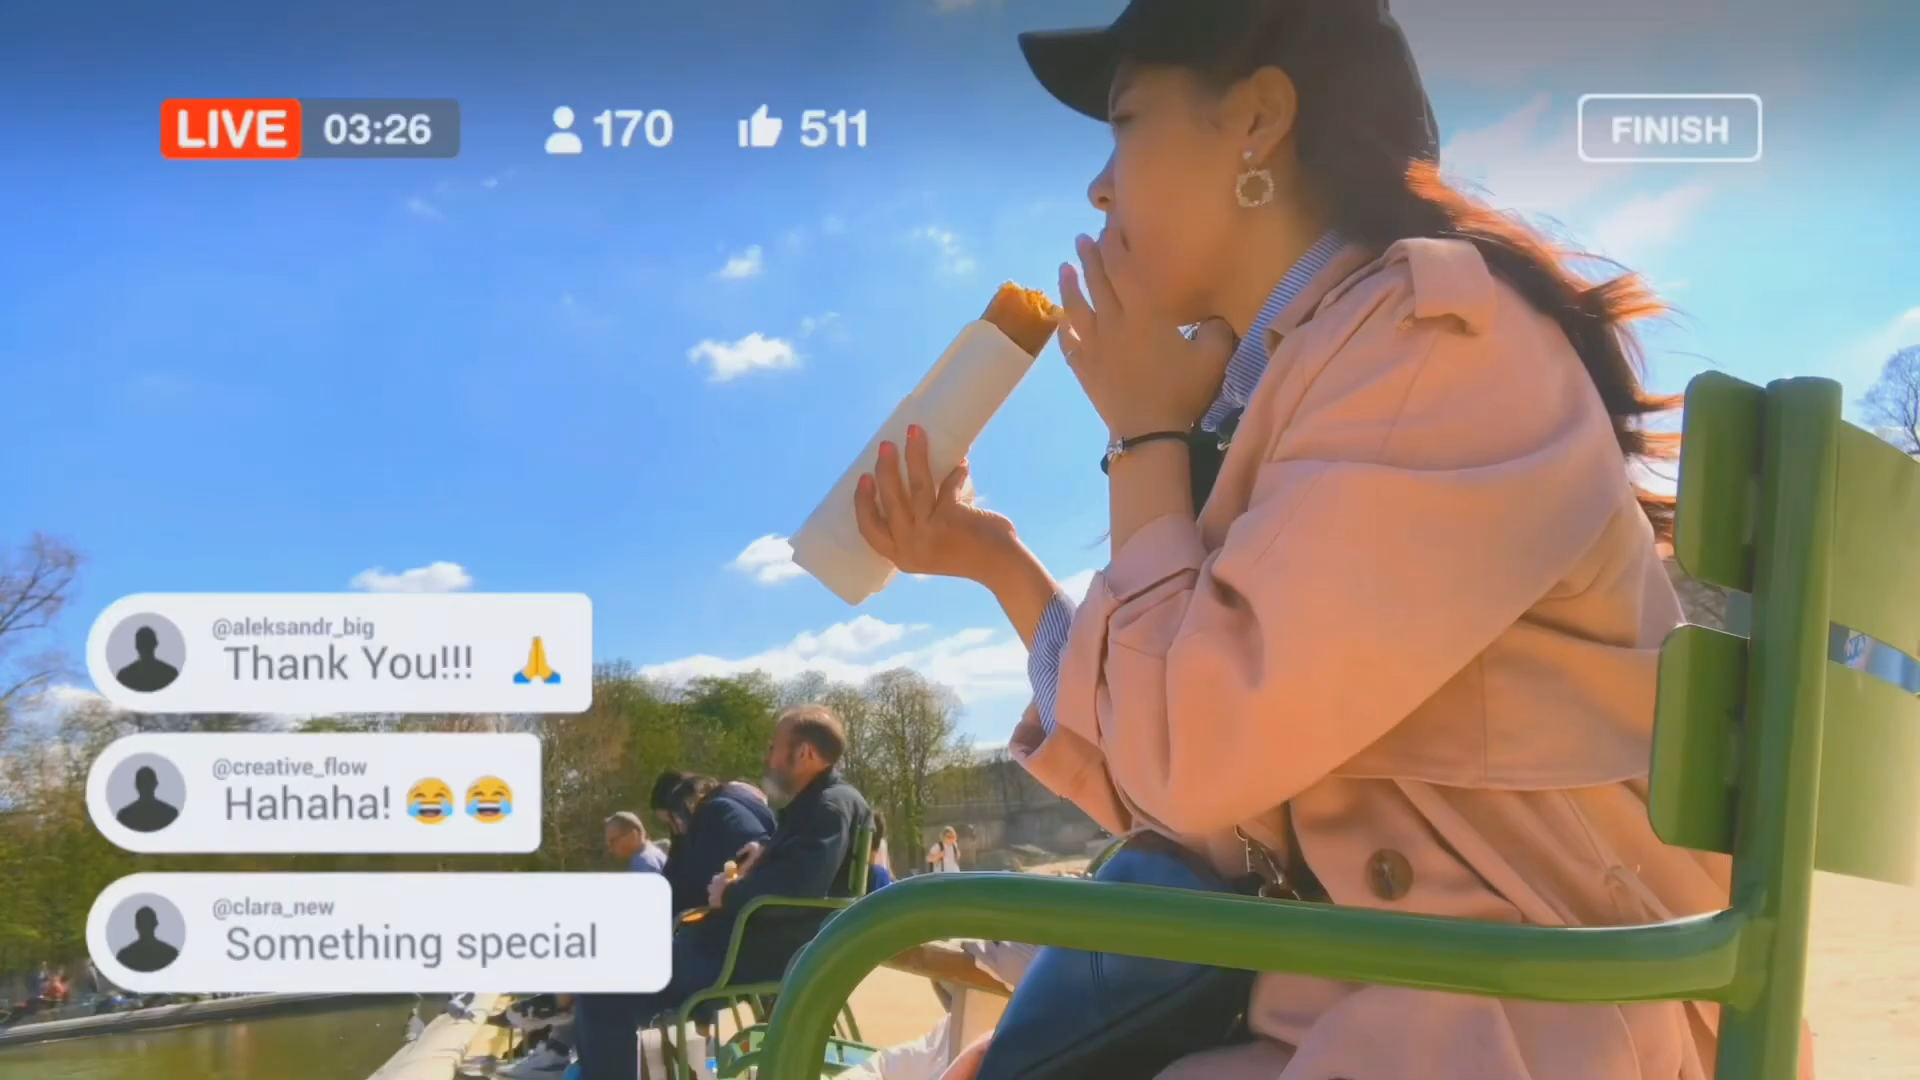 LIVE 03:26 170 511 FINISH
@aleksandr_big
Thank You!!! 🙏
@creative_flow
Hahaha! 😂😂
@clara_new
Something special